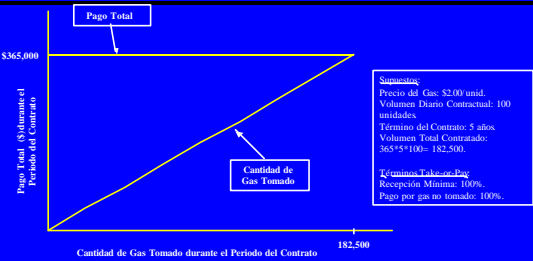 Pago Total
$365,000
Pago Total ($)durante el
Periodo del Contrato
Cantidad de
Gas Tomado
182,500
Cantidad de Gas Tomado durante el Periodo del Contrato
Supuestos:
Precio del Gas: $2.00/unid.
Volumen Diario Contractual: 100
unidades.
Término del Contrato: 5 años.
Volumen Total Contratado:
365*5*100= 182,500.
Términos Take-or-Pay
Recepción Mínima: 100%.
Pago por gas no tomado: 100%.